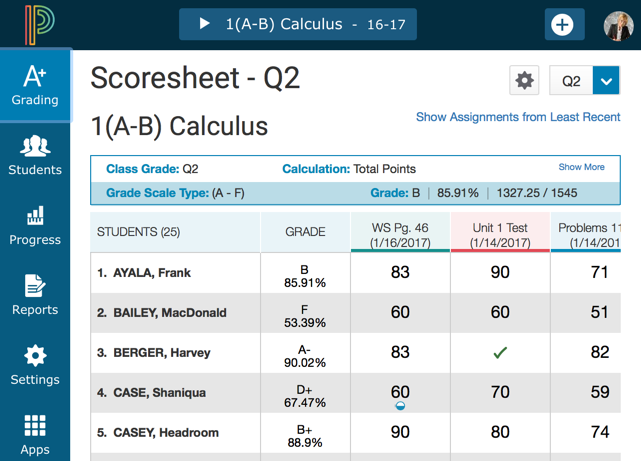 1(A-B) Calculus - 16-17
A+
Grading
Students
Progress
Reports
Settings
Apps
Scoresheet - Q2
Q2
1(A-B) Calculus
Show Assignments from Least Recent
Class Grade: Q2 Calculation: Total Points Show More
Grade Scale Type: (A - F) Grade: B | 85.91% | 1327.25 / 1545
STUDENTS (25) GRADE WS Pg. 46 (1/16/2017) Unit 1 Test (1/14/2017) Problems 11 (1/14/201
1. AYALA, Frank B 85.91% 83 90 71
2. BAILEY, MacDonald F 53.39% 60 60 51
3. BERGER, Harvey A- 90.02% 83 ✓ 82
4. CASE, Shaniqua D+ 67.47% 60 70 59
5. CASEY, Headroom B+ 88.9% 90 80 74